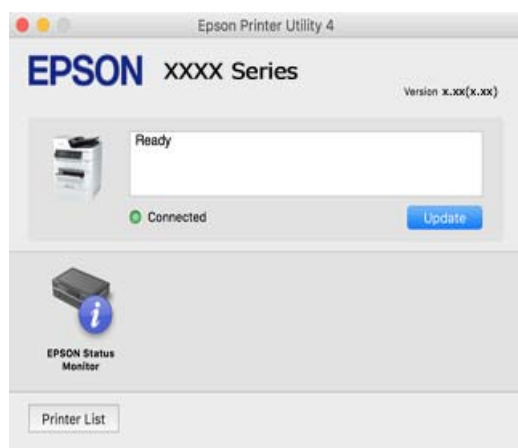 Epson Printer Utility 4
EPSON XXXX Series
Version x.xx(x.xx)
Ready
Connected
Update
EPSON Status
Monitor
Printer List